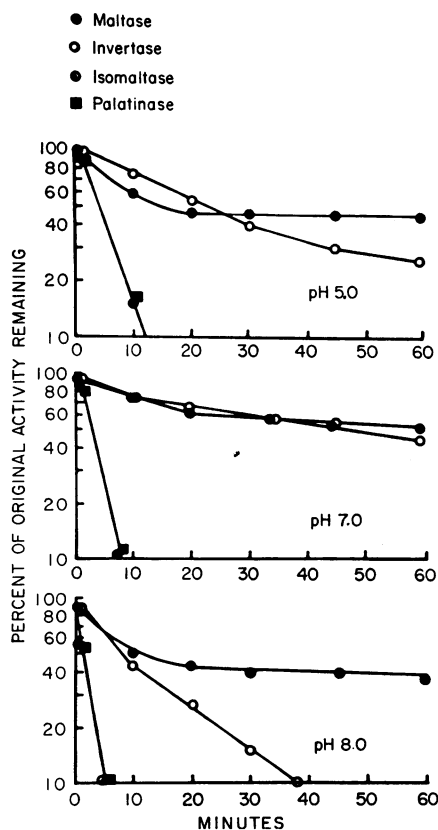 Maltase
Invertase
Isomaltase
Palatinase
PERCENT OF ORIGINAL ACTIVITY REMAINING
100
80
60
40
20
10
pH 5.0
0 10 20 30 40 50 60
100
80
60
40
20
10
pH 7.0
0 10 20 30 40 50 60
100
80
60
40
20
10
pH 8.0
0 10 20 30 40 50 60
MINUTES